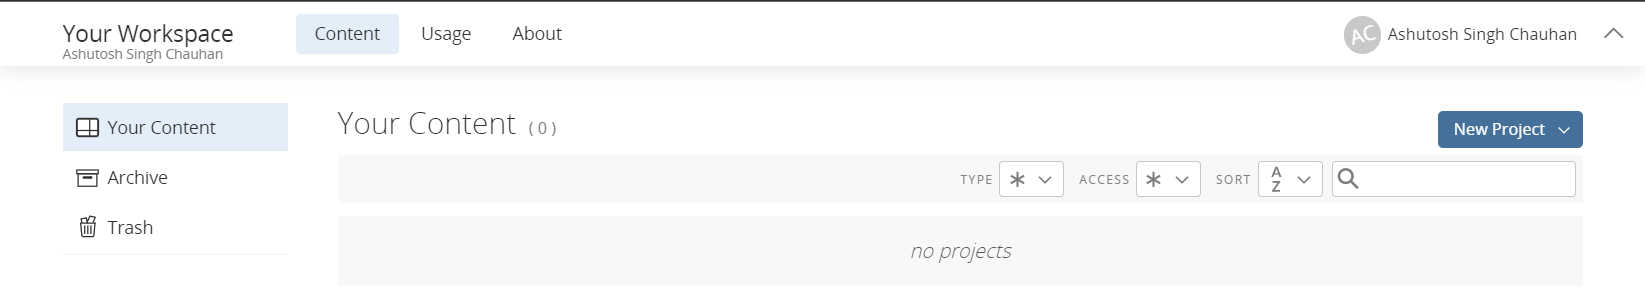 Your Workspace
Ashutosh Singh Chauhan
Content Usage About
AC Ashutosh Singh Chauhan
Your Content
Archive
Trash
Your Content ( 0 )
New Project
TYPE ACCESS SORT A Z
no projects